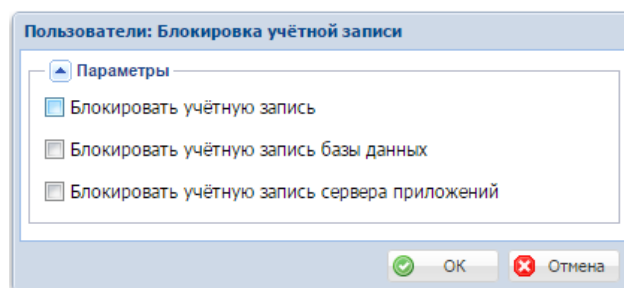 Пользователи: Блокировка учётной записи
Параметры
Блокировать учётную запись
Блокировать учётную запись базы данных
Блокировать учётную запись сервера приложений
ОК Отмена